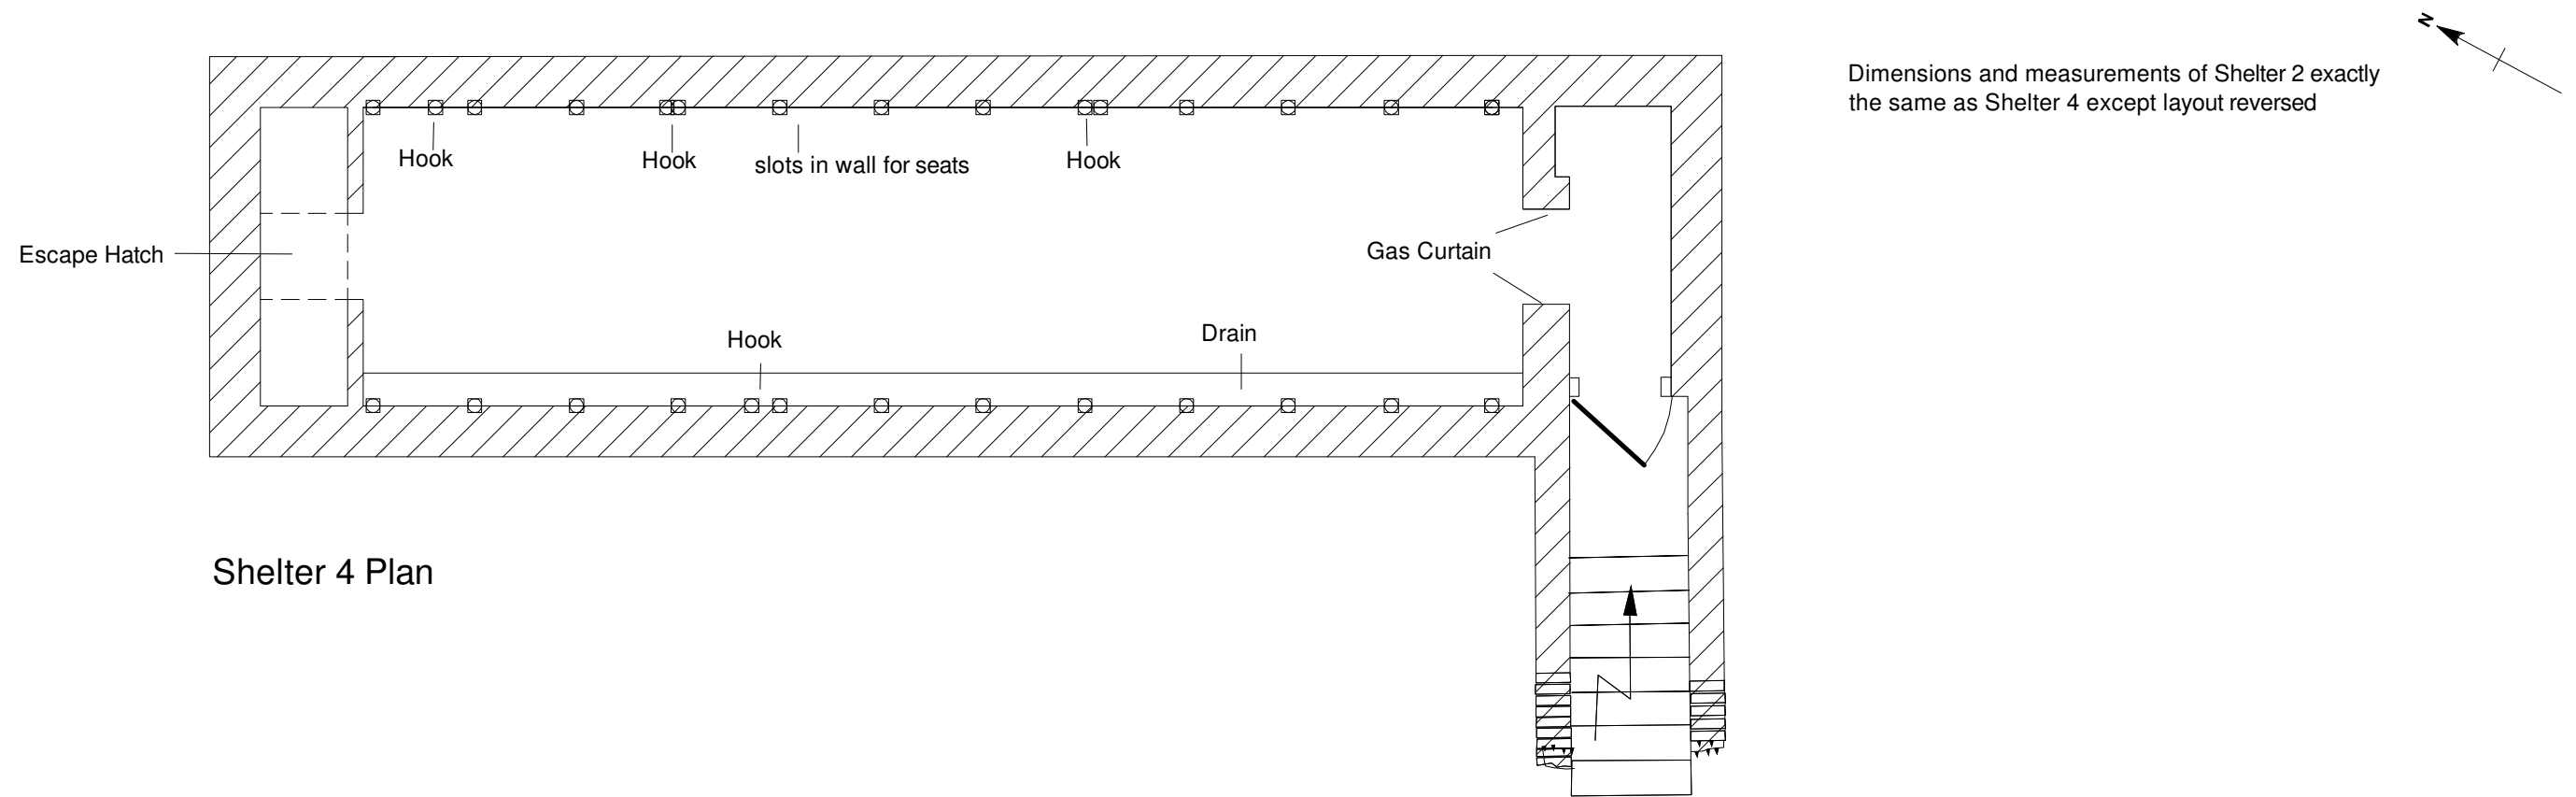 N
Dimensions and measurements of Shelter 2 exactly
the same as Shelter 4 except layout reversed
Hook
Hook
slots in wall for seats
Hook
Escape Hatch
Gas Curtain
Hook
Drain
Shelter 4 Plan